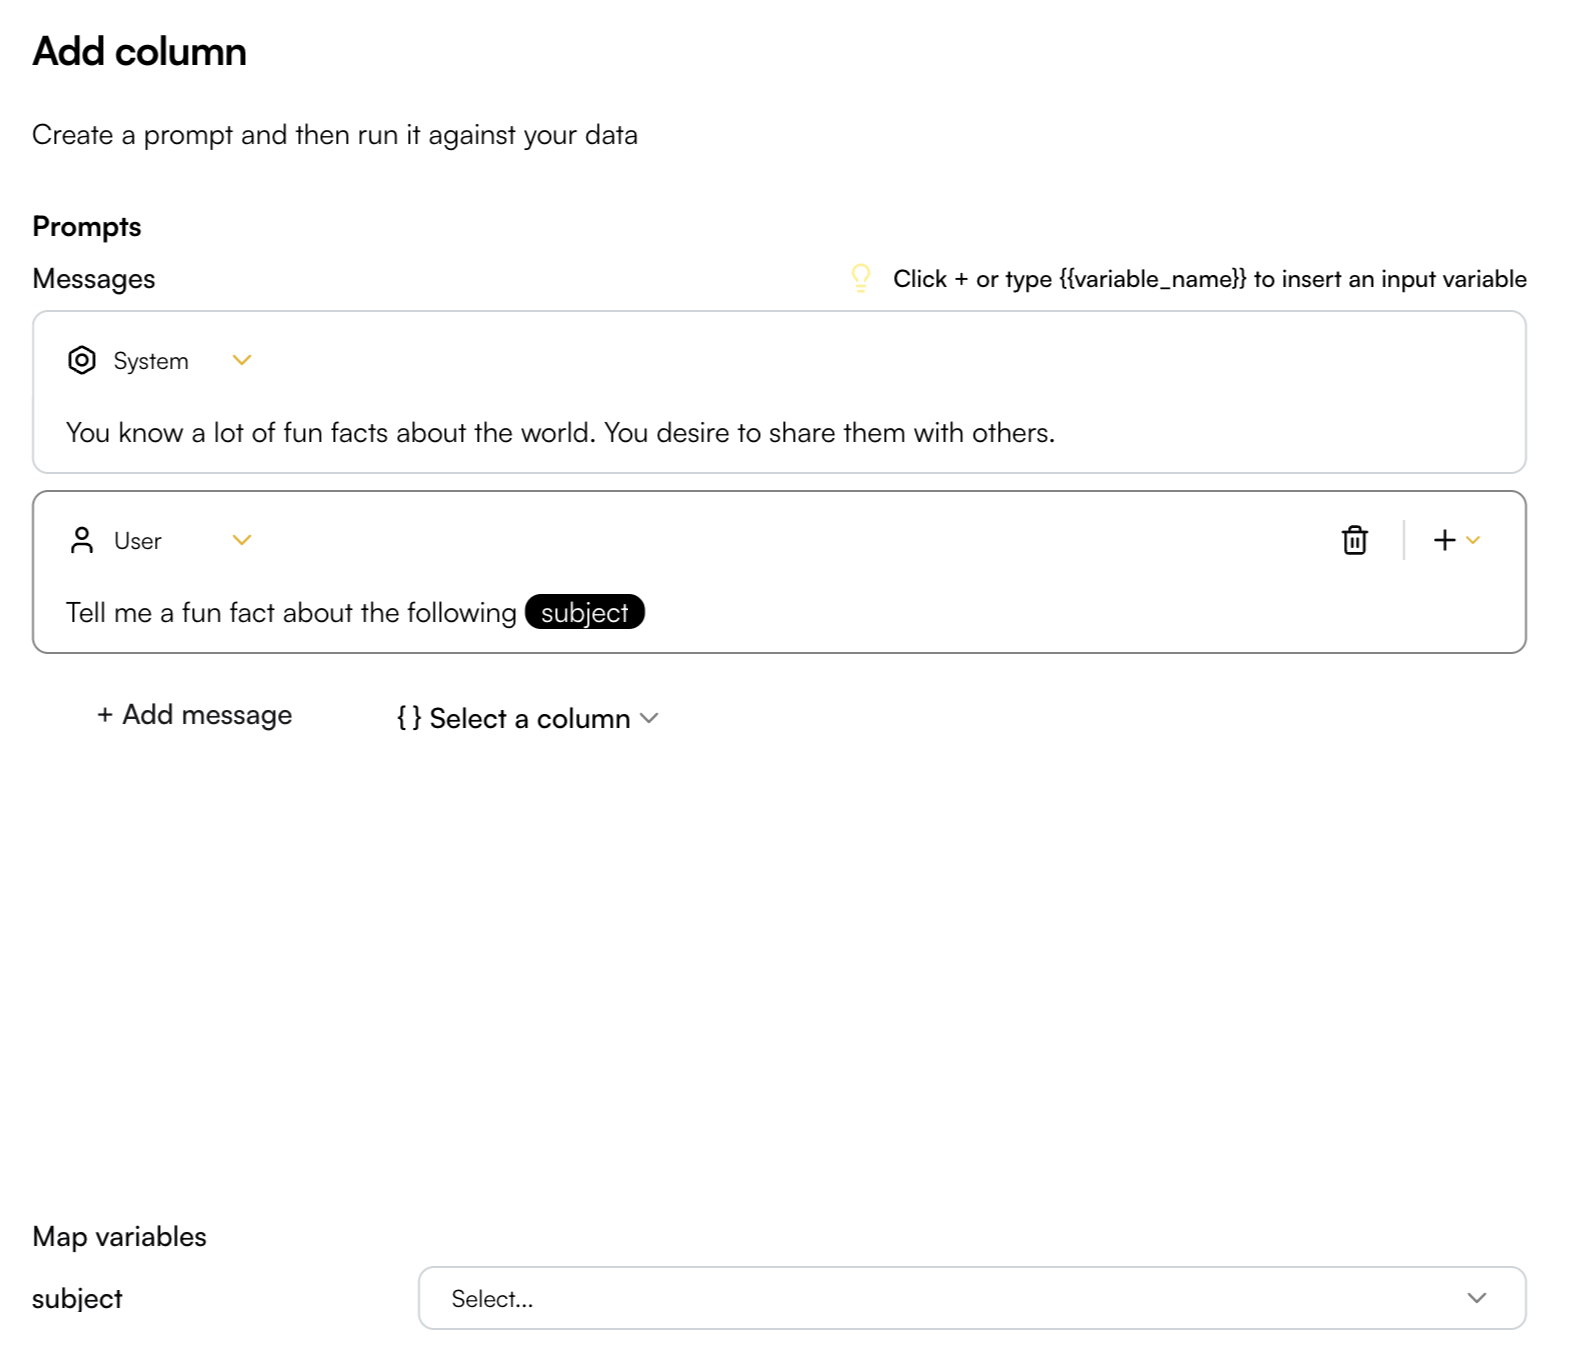 Add column
Create a prompt and then run it against your data
Prompts
Messages
Click + or type {{variable_name}} to insert an input variable
System
You know a lot of fun facts about the world. You desire to share them with others.
User
Tell me a fun fact about the following subject
+ Add message
{} Select a column
Map variables
subject
Select...